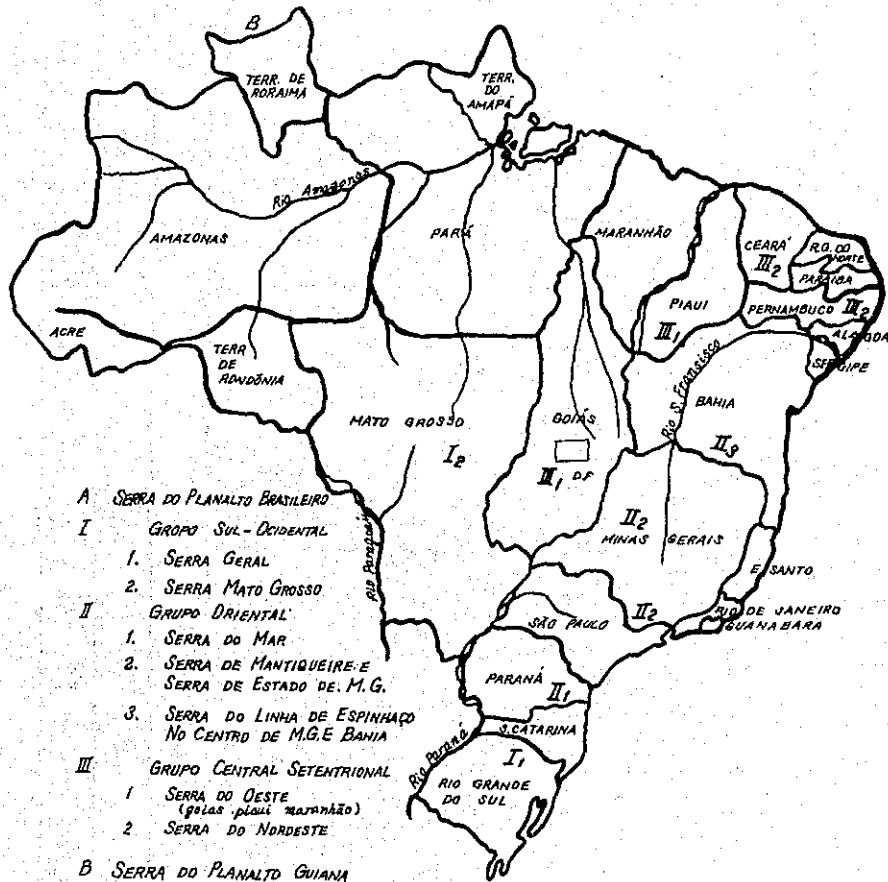 B
TERR. DE
RORAIMA
TERR.
DO
AMAPÁ
Rio Amazonas
AMAZONAS
PARÁ
MARANHÃO
CEARÁ
III2
R.G. DO
NORTE
PARAIBA
PIAUI
III1
PERNAMBUCO
III2
ALAGOA
SERGIPE
ACRE
TERR
DE
RONDÔNIA
Rio S. Francisco
BAHIA
II3
MATO GROSSO
I2
GOIÁS
III1 D.F
II2
MINAS GERAIS
E. SANTO
RIO DE JANEIRO
GUANABARA
SÃO PAULO
II2
Rio Paraguai
PARANÁ
II1
S. CATARINA
I1
Rio Paraná
RIO GRANDE
DO SUL
A SERRA DO PLANALTO BRASILEIRO
I GROPO SUL-OCIDENTAL
1. SERRA GERAL
2. SERRA MATO GROSSO
II GRUPO ORIENTAL
1. SERRA DO MAR
2. SERRA DE MANTIQUEIRE E
SERRA DE ESTADO DE. M.G.
3. SERRA DO LINHA DE ESPINHAÇO
NO CENTRO DE M.G.E BAHIA
III GRUPO CENTRAL SETENTRIONAL
1 SERRA DO OESTE
(goias piaui maranhão)
2 SERRA DO NORDESTE
B SERRA DO PLANALTO GUIANA